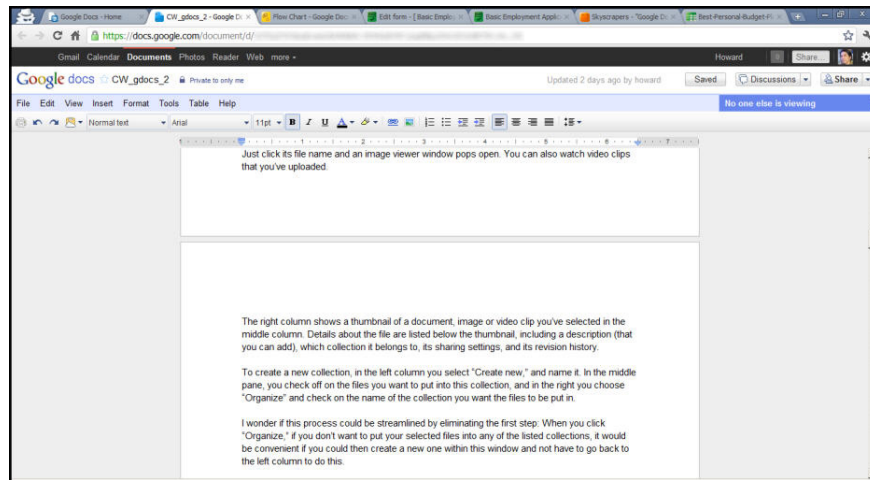 Google Docs - Home
CW_gdocs_2 - Google D
Flow Chart - Google Doc
Edit form - [ Basic Emplo
Basic Employment Applic
Skyscrapers - "Google D
Best-Personal-Budget-Fi
https://docs.google.com/document/d/
Gmail Calendar Documents Photos Reader Web more
Howard
Share...
Google docs CW_gdocs_2 Private to only me
Updated 2 days ago by howard
Saved
Discussions
Share
File Edit View Insert Format Tools Table Help
No one else is viewing
Normal text Arial 11pt B I U A
1 1 2 3 4 5 6 7
Just click its file name and an image viewer window pops open. You can also watch video clips
that you've uploaded.
The right column shows a thumbnail of a document, image or video clip you've selected in the
middle column. Details about the file are listed below the thumbnail, including a description (that
you can add), which collection it belongs to, its sharing settings, and its revision history.
To create a new collection, in the left column you select "Create new," and name it. In the middle
pane, you check off on the files you want to put into this collection, and in the right you choose
"Organize" and check on the name of the collection you want the files to be put in.
I wonder if this process could be streamlined by eliminating the first step: When you click
"Organize," if you don't want to put your selected files into any of the listed collections, it would
be convenient if you could then create a new one within this window and not have to go back to
the left column to do this.